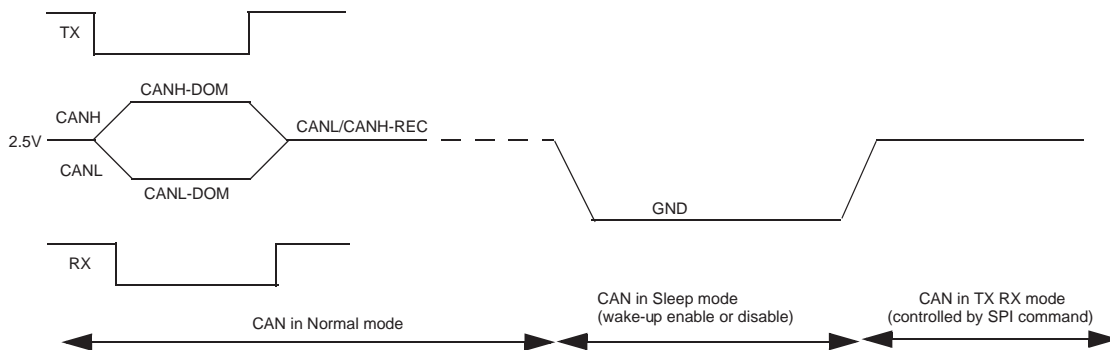 TX
CANH-DOM
CANH
2.5V
CANL/CANH-REC
CANL
CANL-DOM
GND
RX
CAN in Normal mode
CAN in Sleep mode
(wake-up enable or disable)
CAN in TX RX mode
(controlled by SPI command)